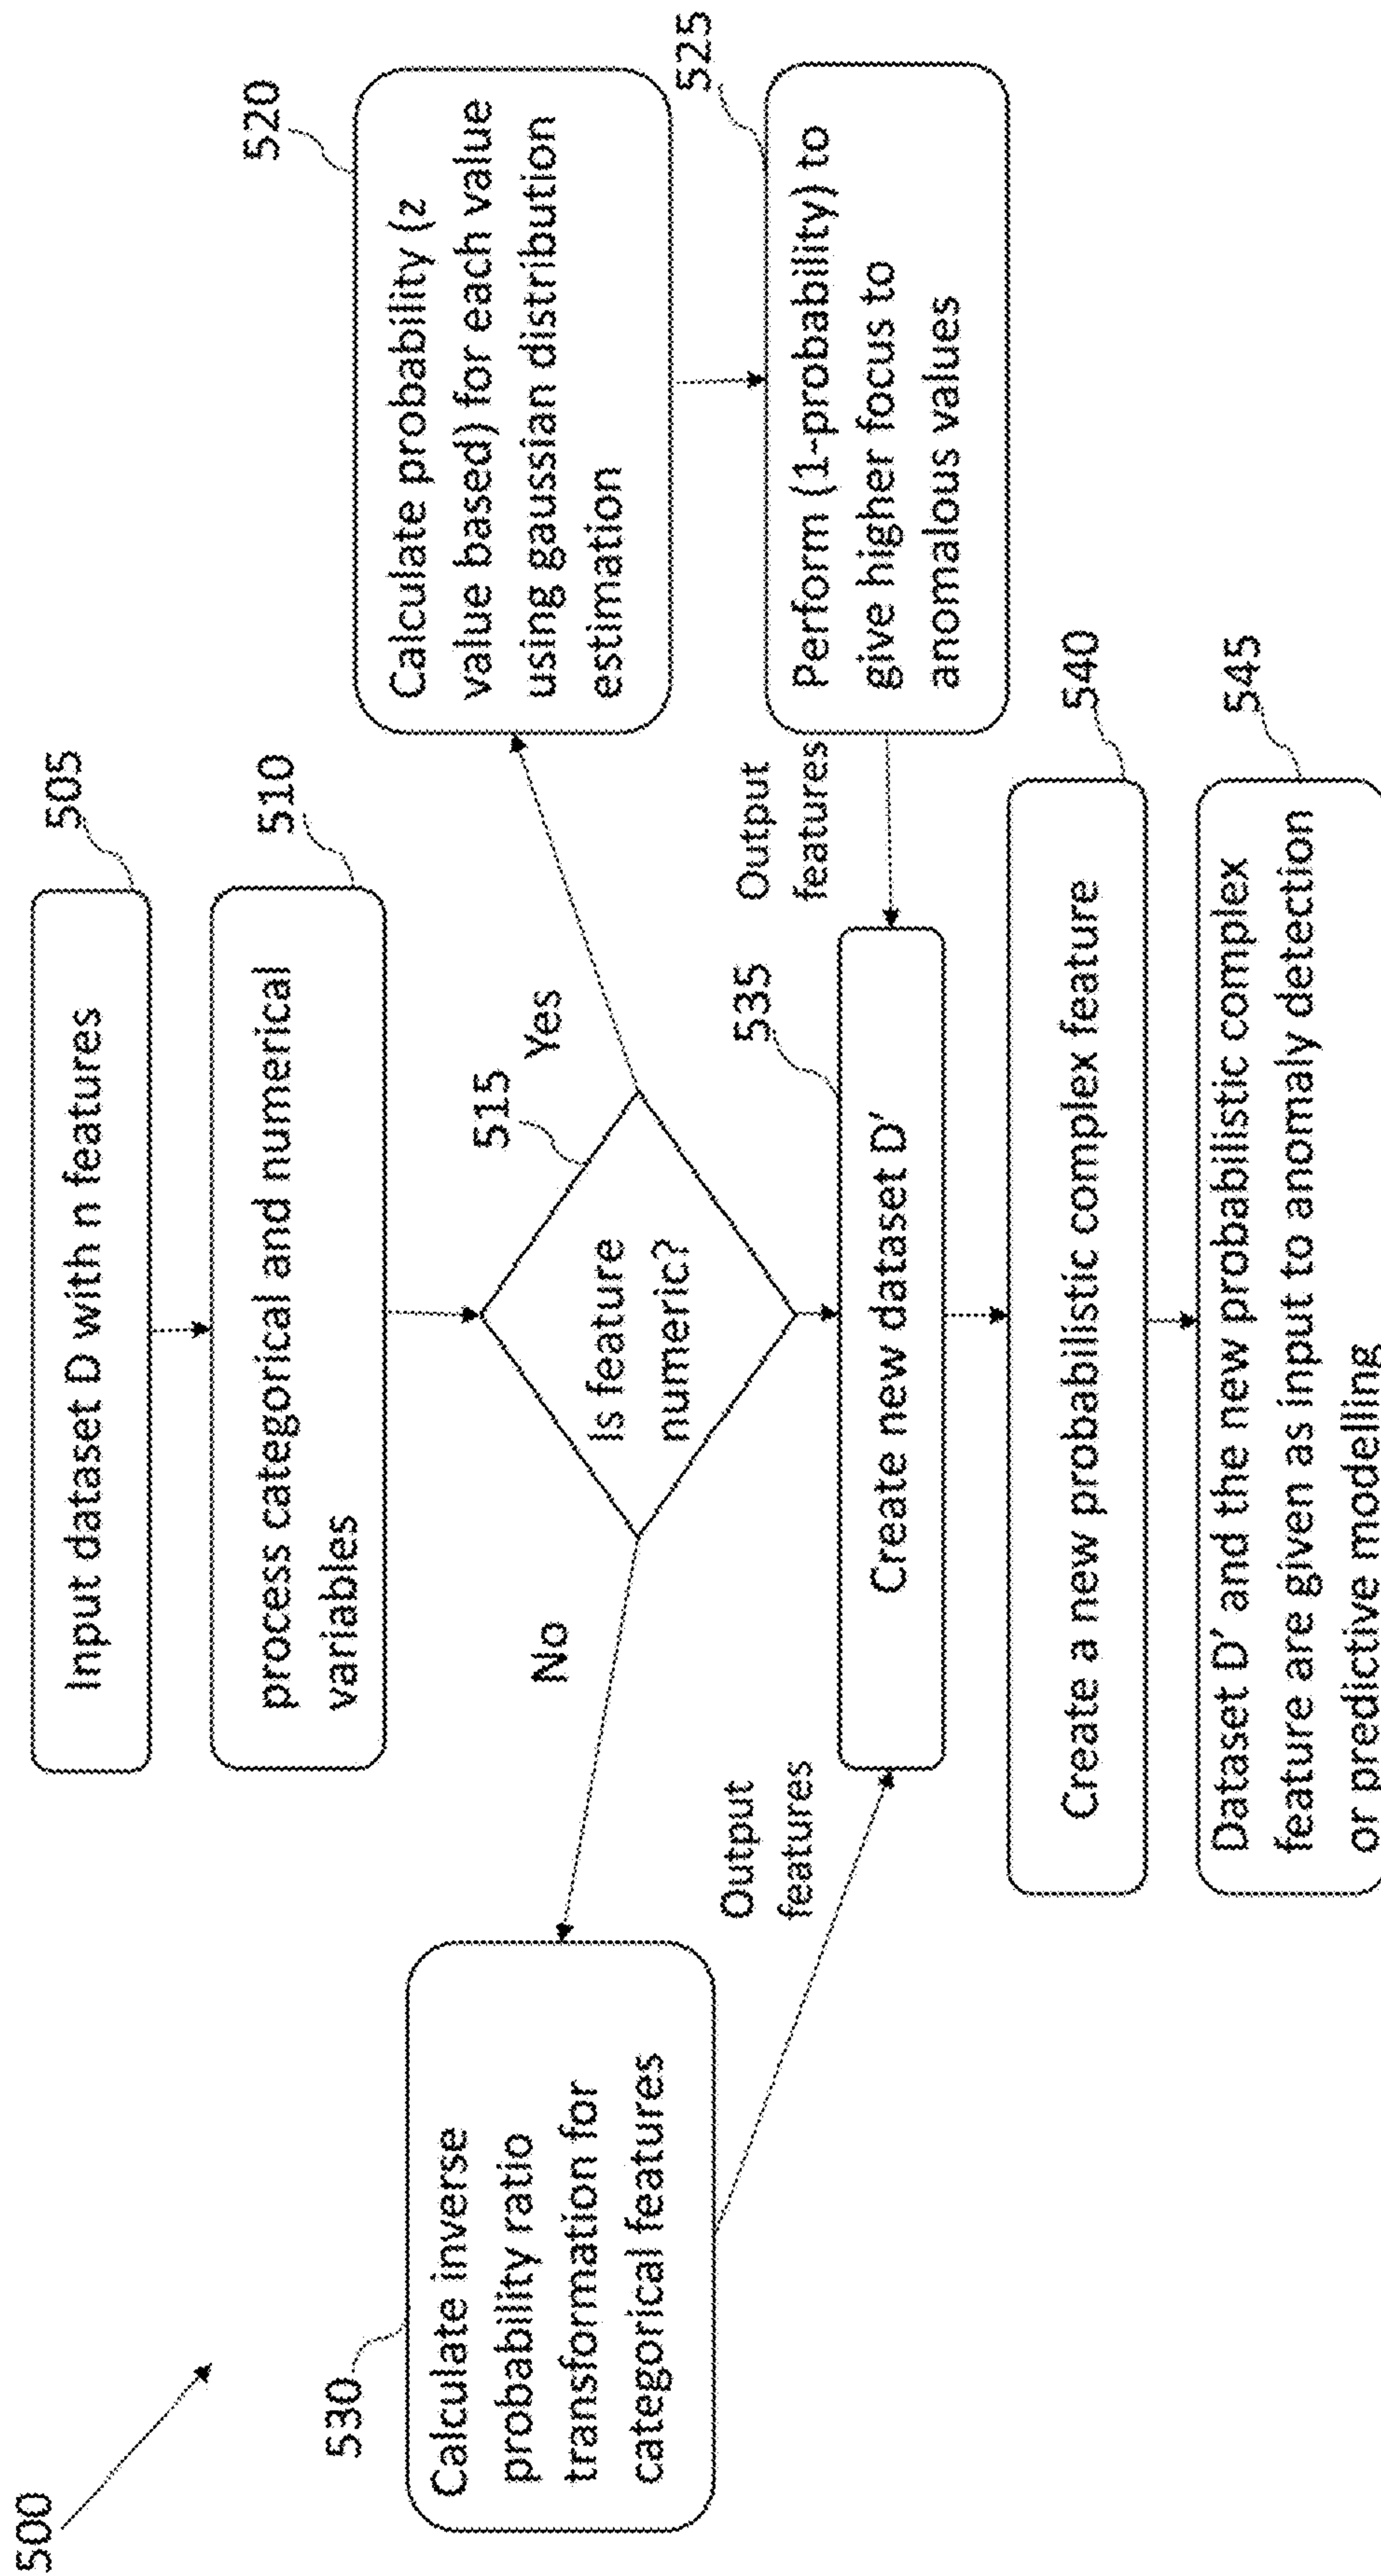 500
505
Input dataset D with n features
510
process categorical and numerical
variables
515
Is feature
numeric?
Yes
No
520
Calculate probability (z
value based) for each value
using gaussian distribution
estimation
525
Perform (1-probability) to
give higher focus to
anomalous values
530
Calculate inverse
probability ratio
transformation for
categorical features
Output
features
Output
features
535
Create new dataset D’
540
Create a new probabilistic complex feature
545
Dataset D’ and the new probabilistic complex
feature are given as input to anomaly detection
or predictive modelling